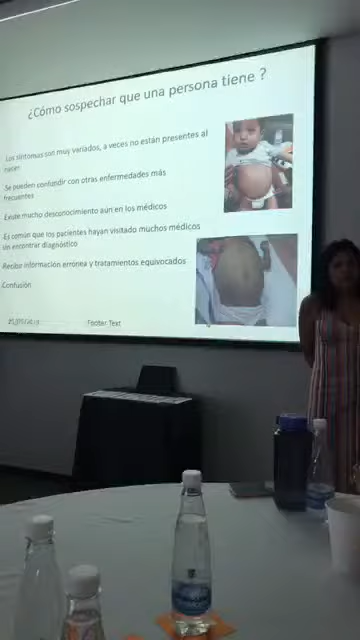 ¿Cómo sospechar que una persona tiene ?
Los síntomas son muy variados, a veces no están presentes al
nacer
Se pueden confundir con otras enfermedades más
frecuentes
Existe mucho desconocimiento aún en los médicos
Es común que los pacientes hayan visitado muchos médicos
sin encontrar diagnóstico
Recibe información errónea y tratamientos equivocados
Confusión
Footer Text